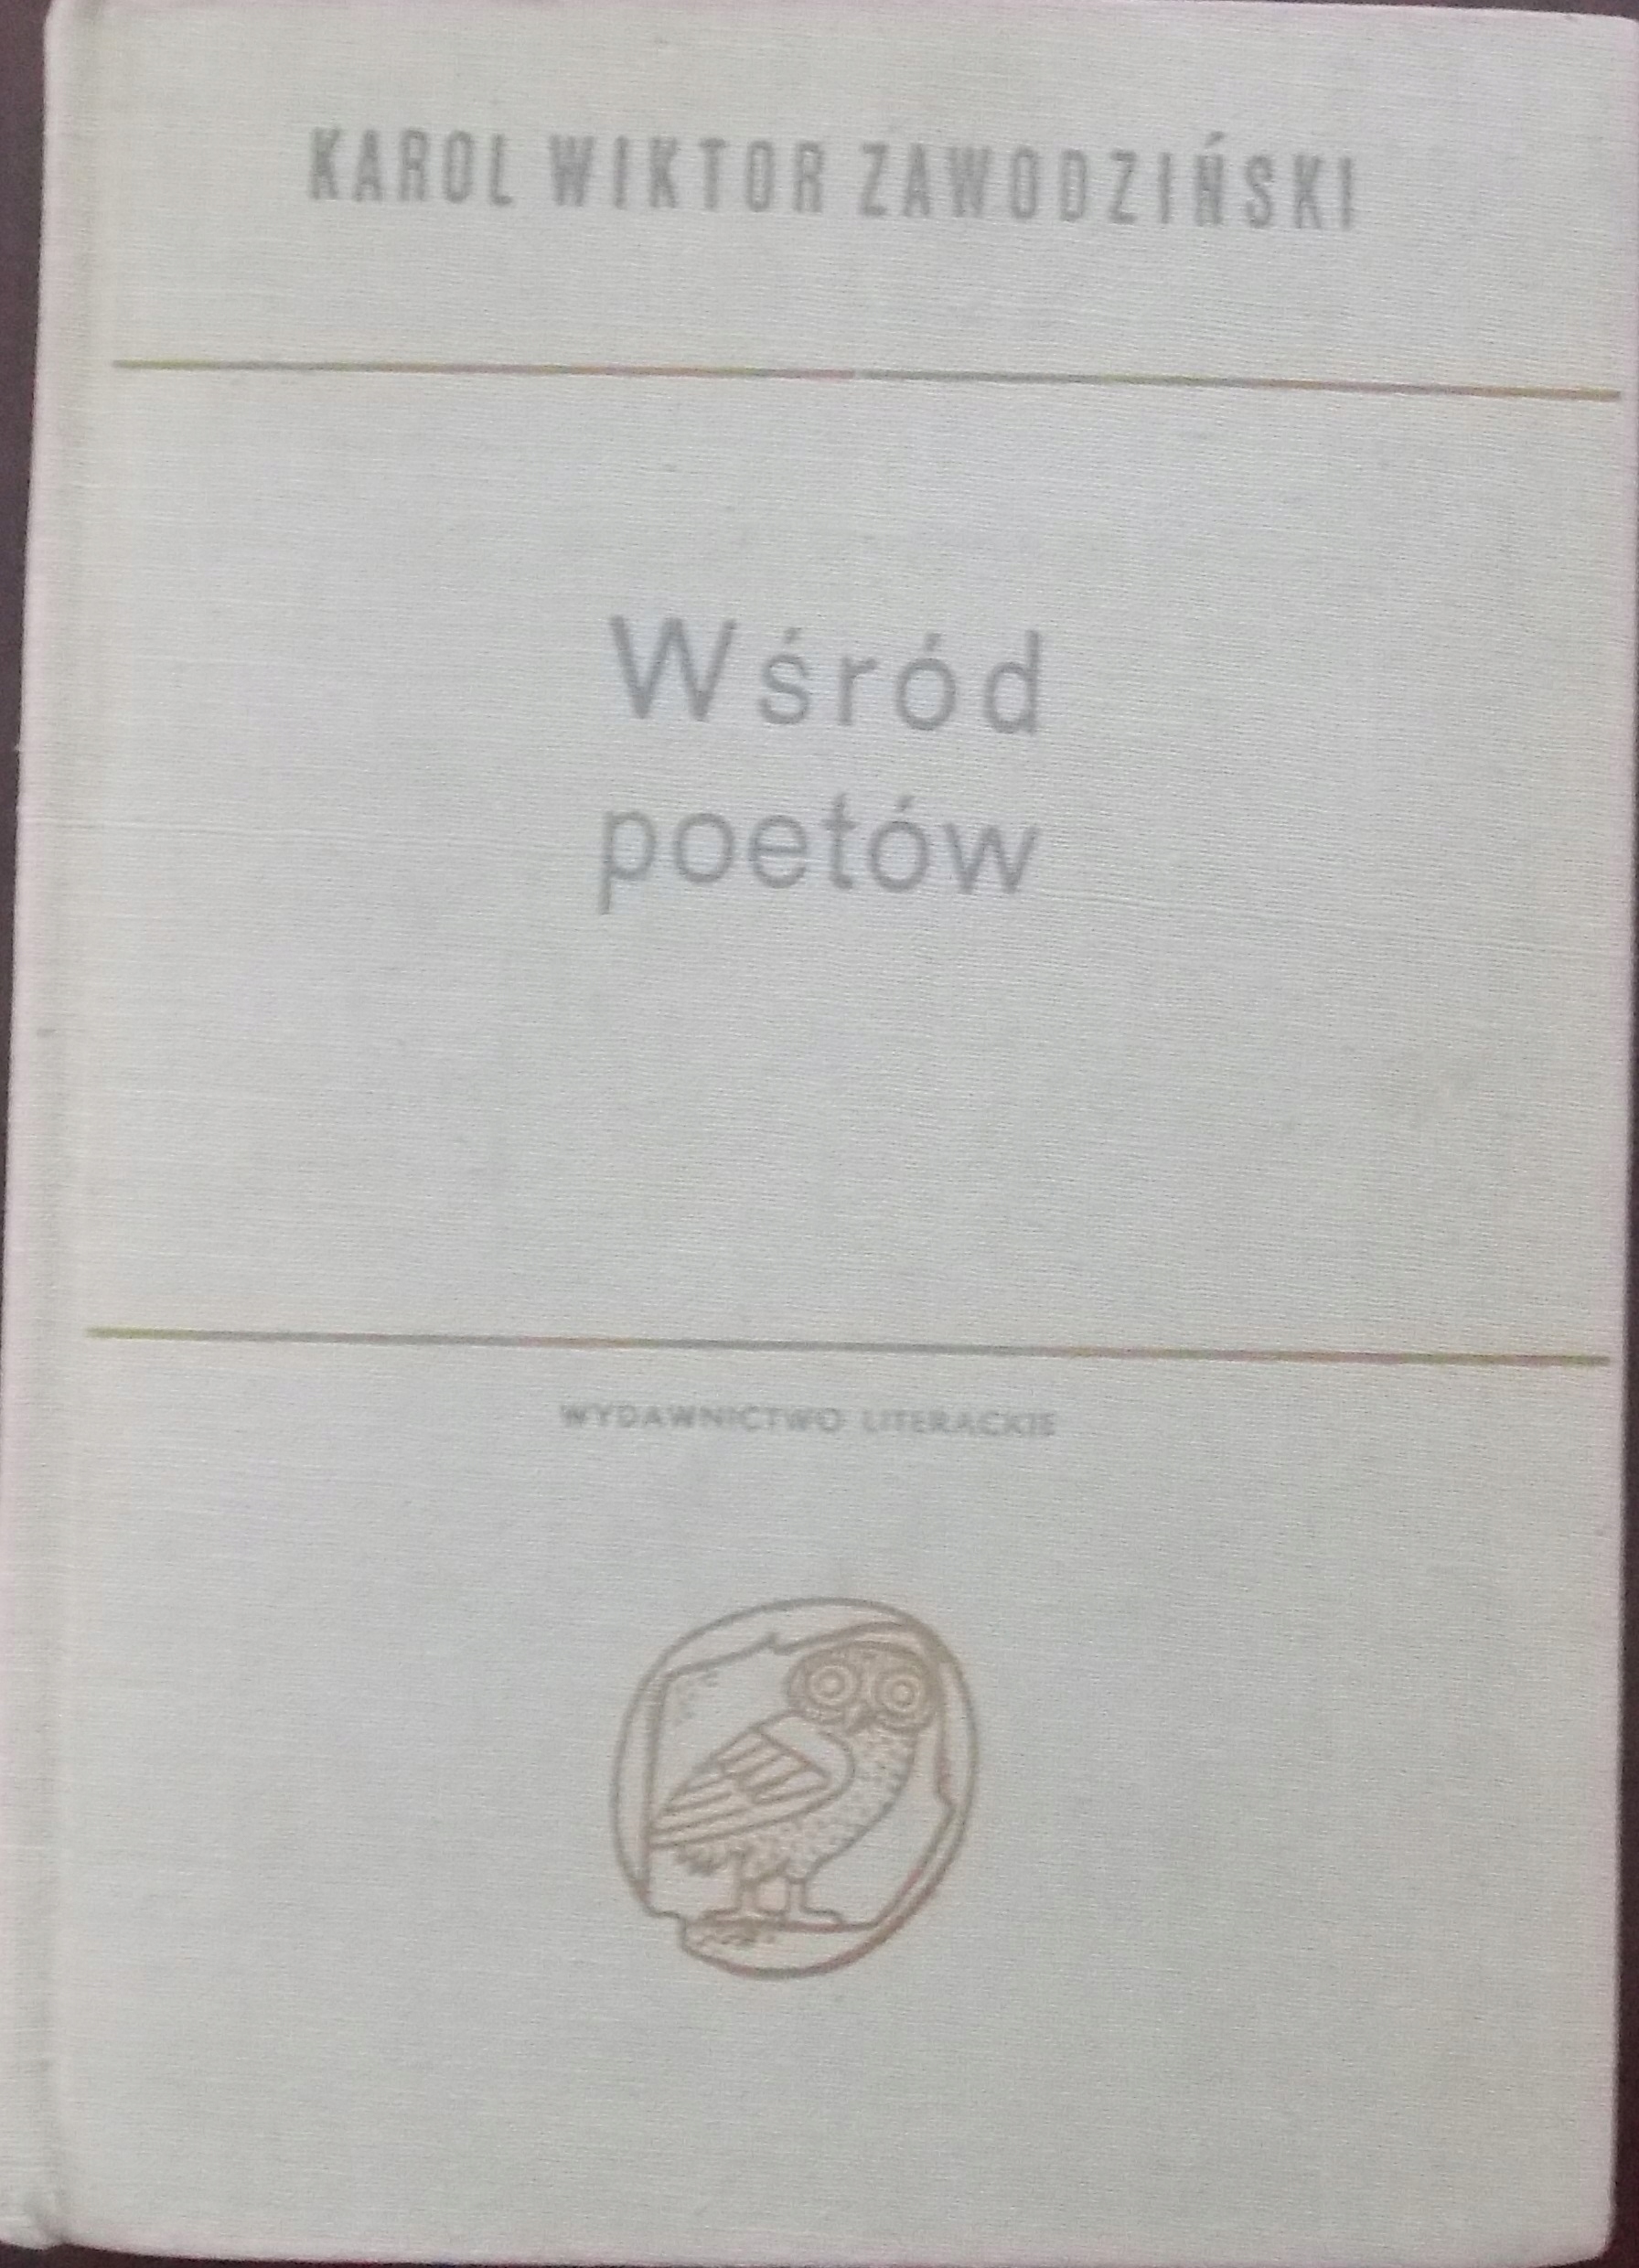 KAROL WIKTOR ZAWODZIŃSKI
Wśród
poetów
WYDAWNICTWO LITERACKIE